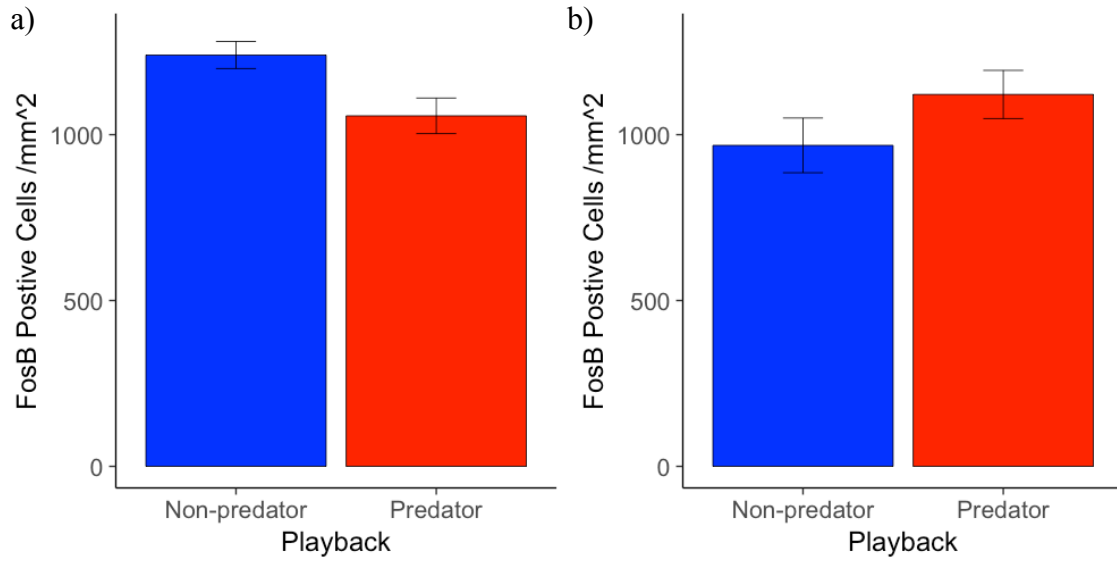 a)
FosB Postive Cells /mm^2
1000
500
0
Non-predator Predator
Playback
b)
FosB Postive Cells /mm^2
1000
500
0
Non-predator Predator
Playback